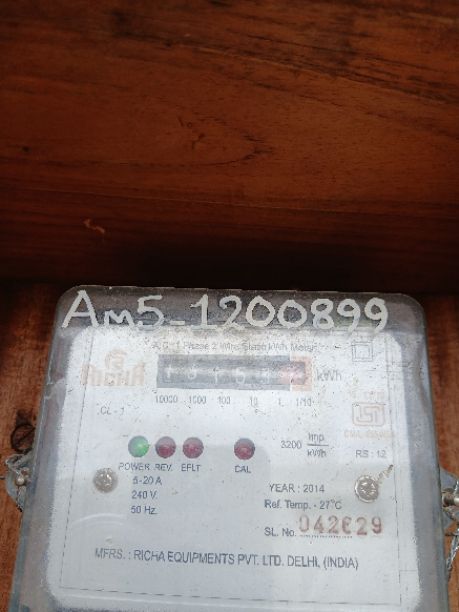 Am5-1200899
A.C. 1 Phase 2 Wire Static kWh Meter
RICHA
kWh
10000 1000 100 10 1 1/10
CL-1
3200 imp/kWh
RS: 12
POWER REV. EFLT CAL
5-20 A
240 V.
50 Hz.
YEAR : 2014
Ref. Temp. - 27°C
SL. No. 042629
MFRS. : RICHA EQUIPMENTS PVT. LTD. DELHI, (INDIA)